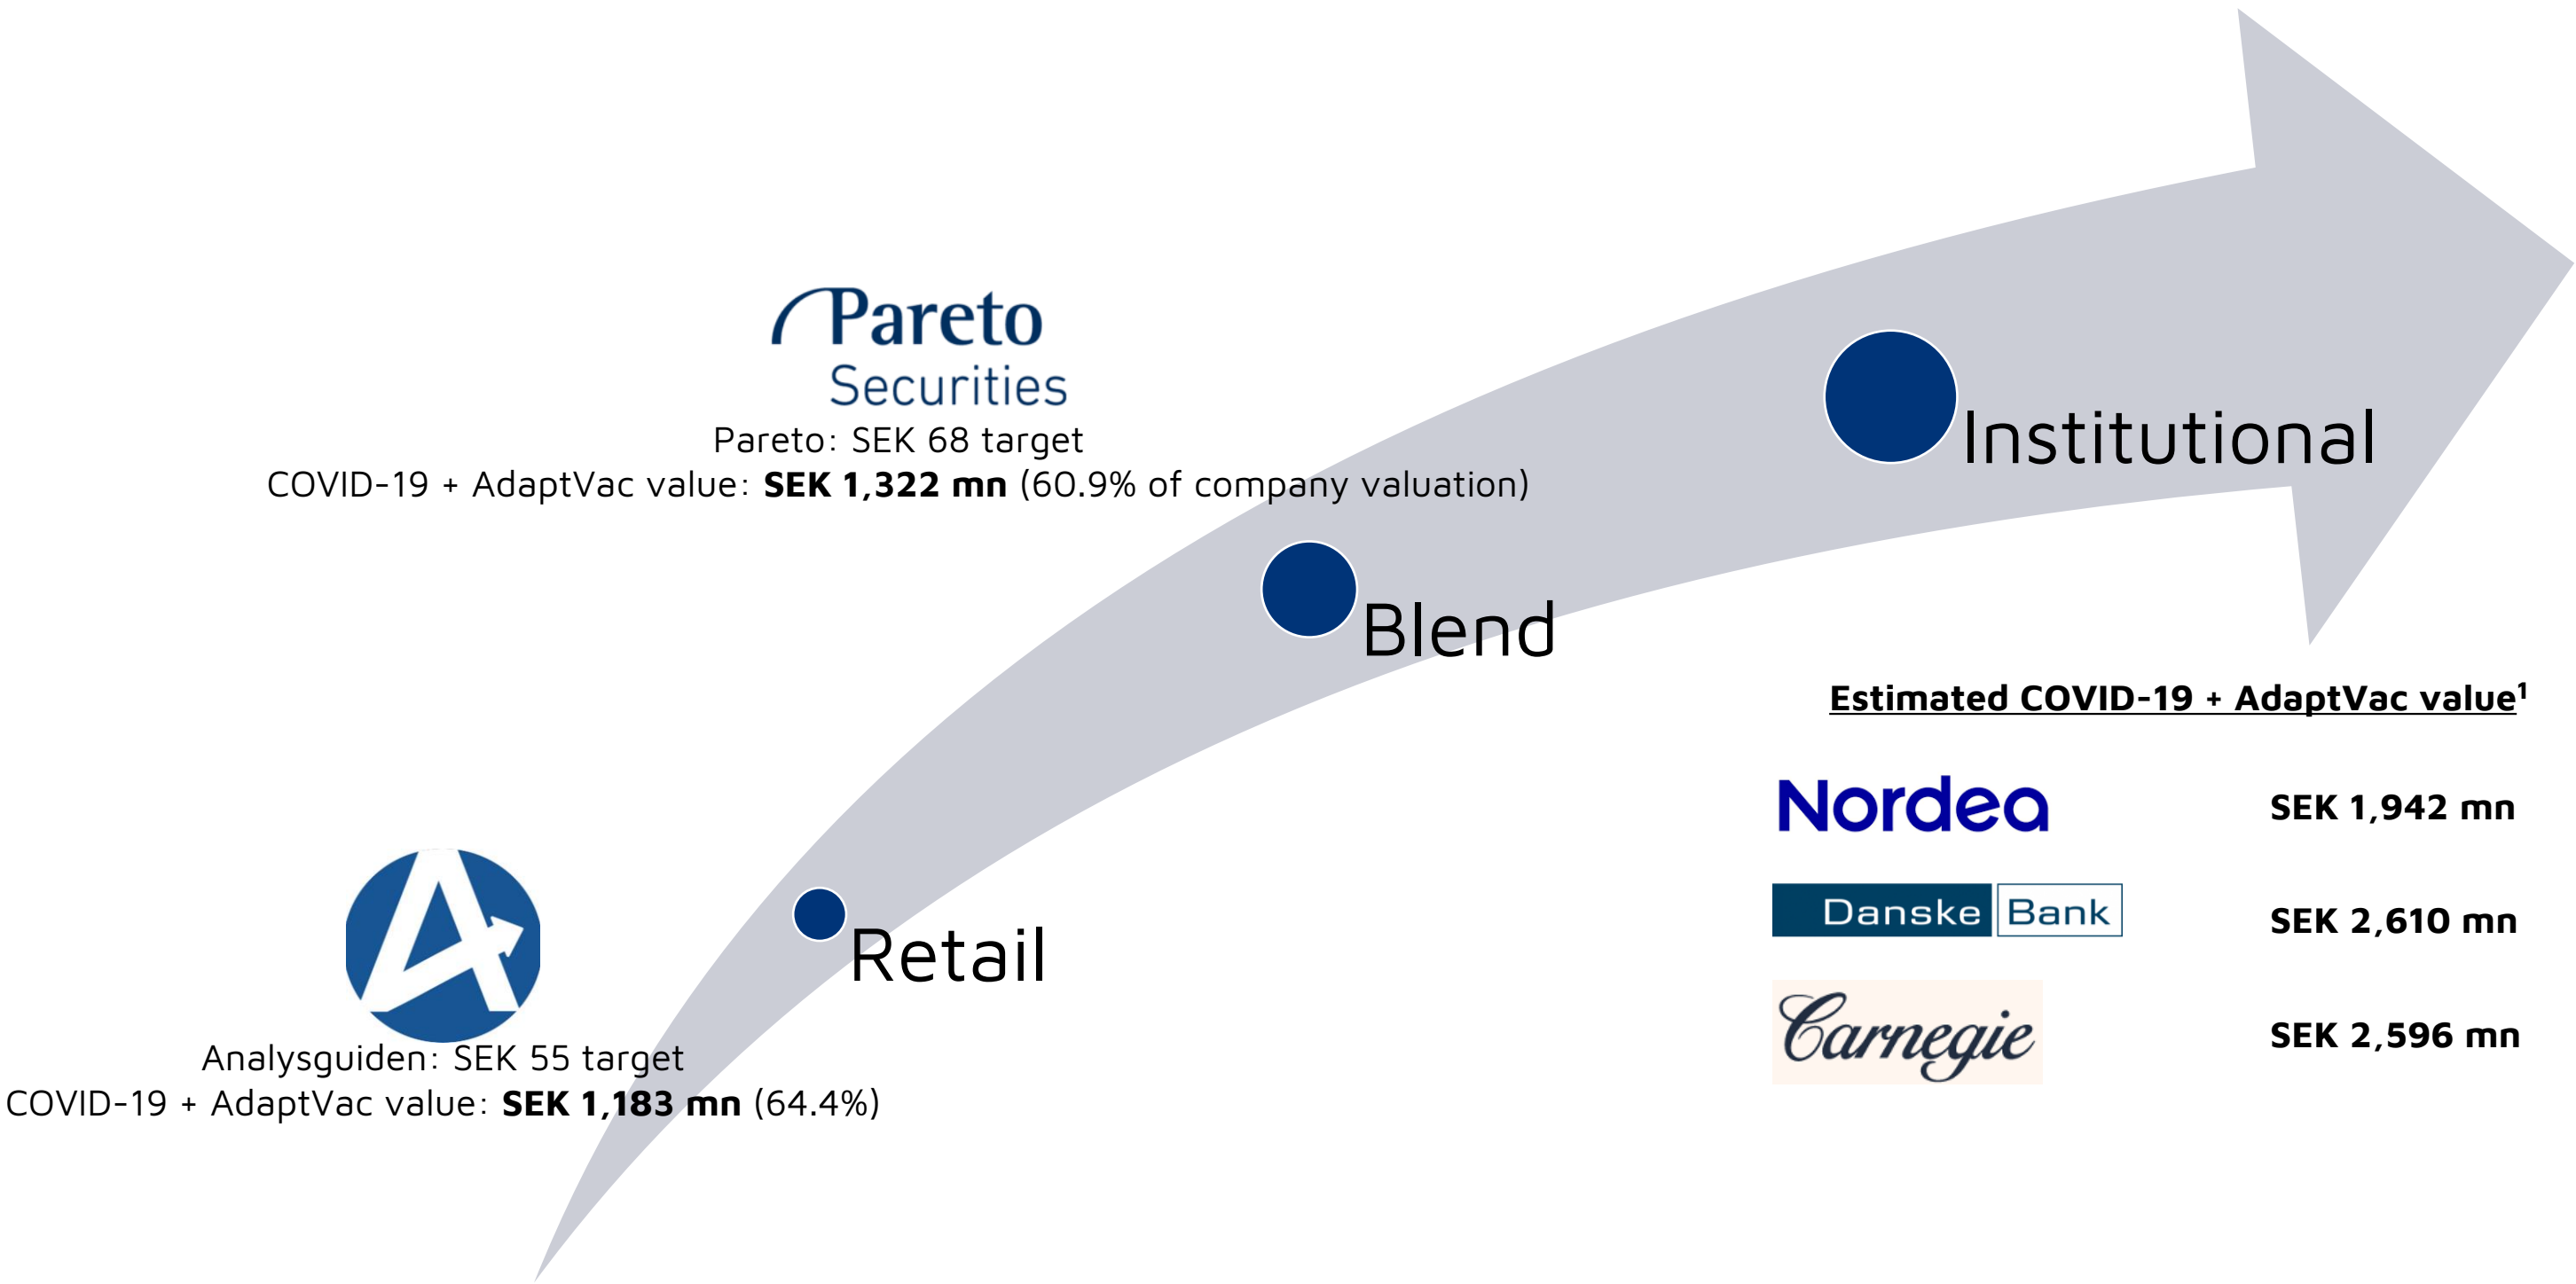 Pareto
Securities
Pareto: SEK 68 target
COVID-19 + AdaptVac value: SEK 1,322 mn (60.9% of company valuation)
Institutional
Blend
Retail
Analysguiden: SEK 55 target
COVID-19 + AdaptVac value: SEK 1,183 mn (64.4%)
Estimated COVID-19 + AdaptVac value¹
Nordea SEK 1,942 mn
Danske Bank SEK 2,610 mn
Carnegie SEK 2,596 mn